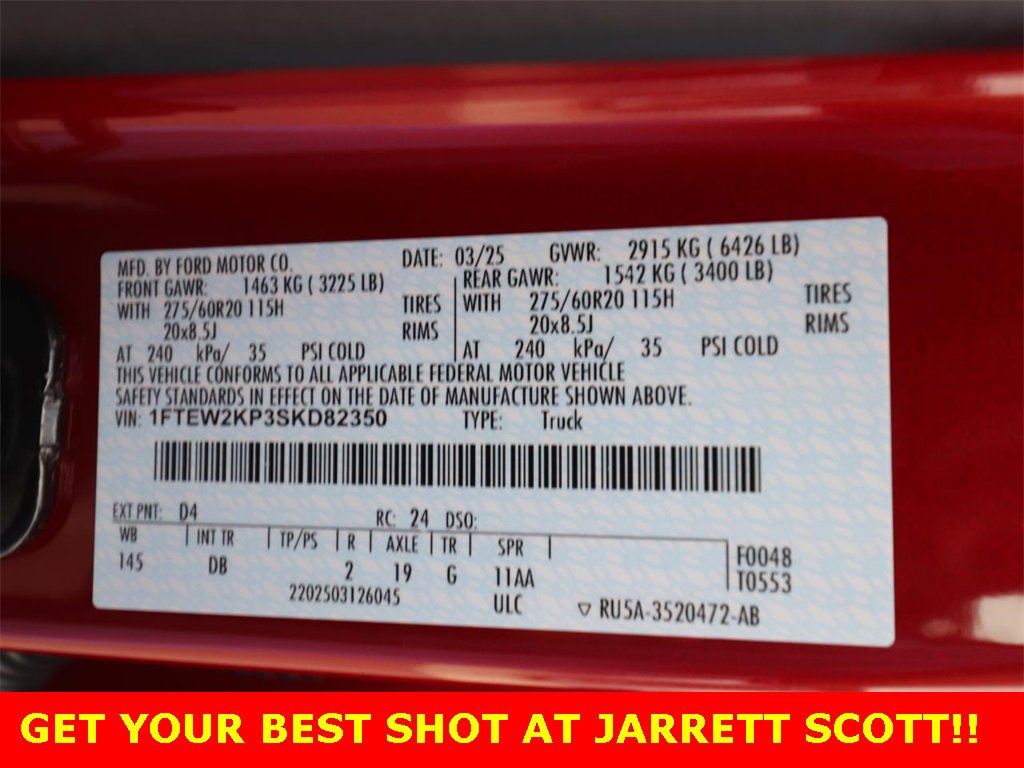 MFD. BY FORD MOTOR CO. DATE: 03/25 GVWR: 2915 KG ( 6426 LB)
FRONT GAWR: 1463 KG ( 3225 LB) REAR GAWR: 1542 KG ( 3400 LB)
WITH 275/60R20 115H TIRES WITH 275/60R20 115H TIRES
20x8.5J RIMS 20x8.5J RIMS
AT 240 kPa/ 35 PSI COLD AT 240 kPa/ 35 PSI COLD
THIS VEHICLE CONFORMS TO ALL APPLICABLE FEDERAL MOTOR VEHICLE
SAFETY STANDARDS IN EFFECT ON THE DATE OF MANUFACTURE SHOWN ABOVE.
VIN: 1FTEW2KP3SKD82350 TYPE: Truck
EXT PNT: D4 RC: 24 DSO:
WB INT TR TP/PS R AXLE TR SPR F0048
145 DB 2 19 G 11AA T0553
2202503126045 ULC RU5A-3520472-AB
GET YOUR BEST SHOT AT JARRETT SCOTT!!